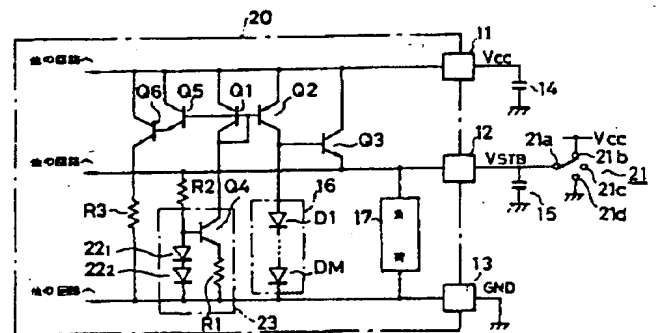 20
他の回路へ
11
Vcc
14
Q6
Q5
Q1
Q2
Q3
12
VSTB
Vcc
21a
21b
21
21c
21d
15
他の回路へ
R2
Q4
16
R3
D1
17
22₁
22₂
DM
13
GND
他の回路へ
R1
23